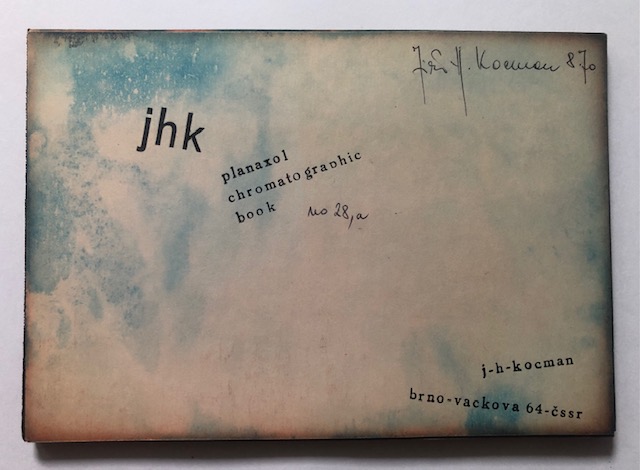 Jiří H. Kocman 8.70
jhk
planaxol
chromatographic
book no 28,a
j-h-kocman
brno-vackova 64-čssr